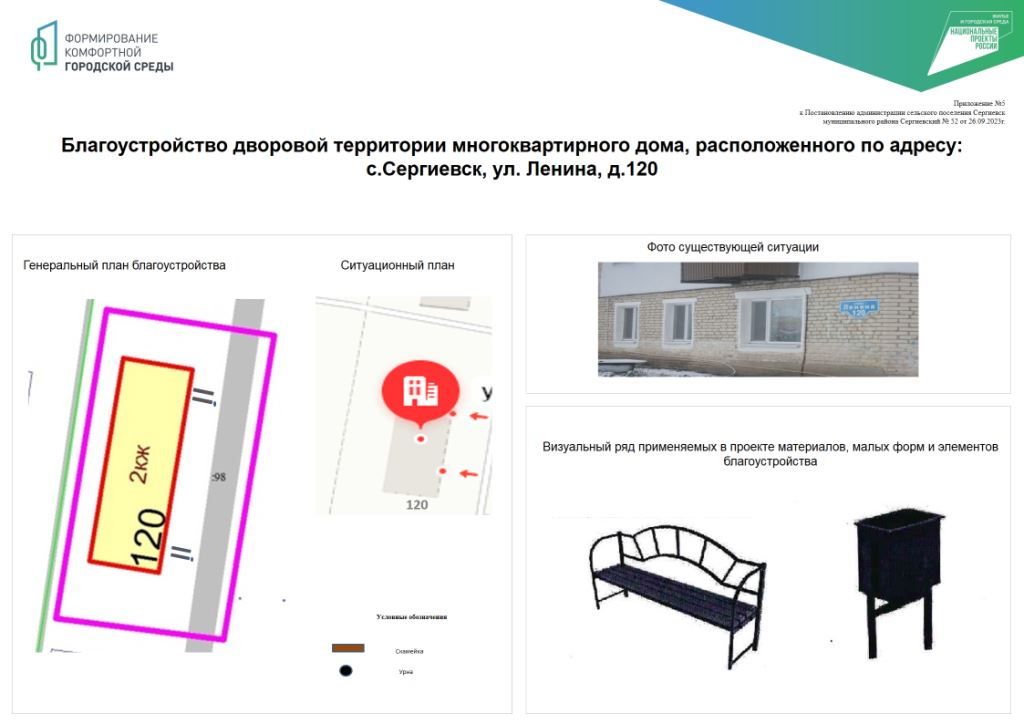 ФОРМИРОВАНИЕ
КОМФОРТНОЙ
ГОРОДСКОЙ СРЕДЫ
ЖИЛЬЕ
И ГОРОДСКАЯ СРЕДА
НАЦИОНАЛЬНЫЕ
ПРОЕКТЫ
РОССИИ
Приложение №5
к Постановлению администрации сельского поселения Сергиевск
муниципального района Сергиевский № 52 от 26.09.2023г.
Благоустройство дворовой территории многоквартирного дома, расположенного по адресу:
с.Сергиевск, ул. Ленина, д.120
Генеральный план благоустройства
Ситуационный план
2кж
120
:98
У
120
Условные обозначения
Скамейка
Урна
Фото существующей ситуации
Ленина
120
Визуальный ряд применяемых в проекте материалов, малых форм и элементов
благоустройства